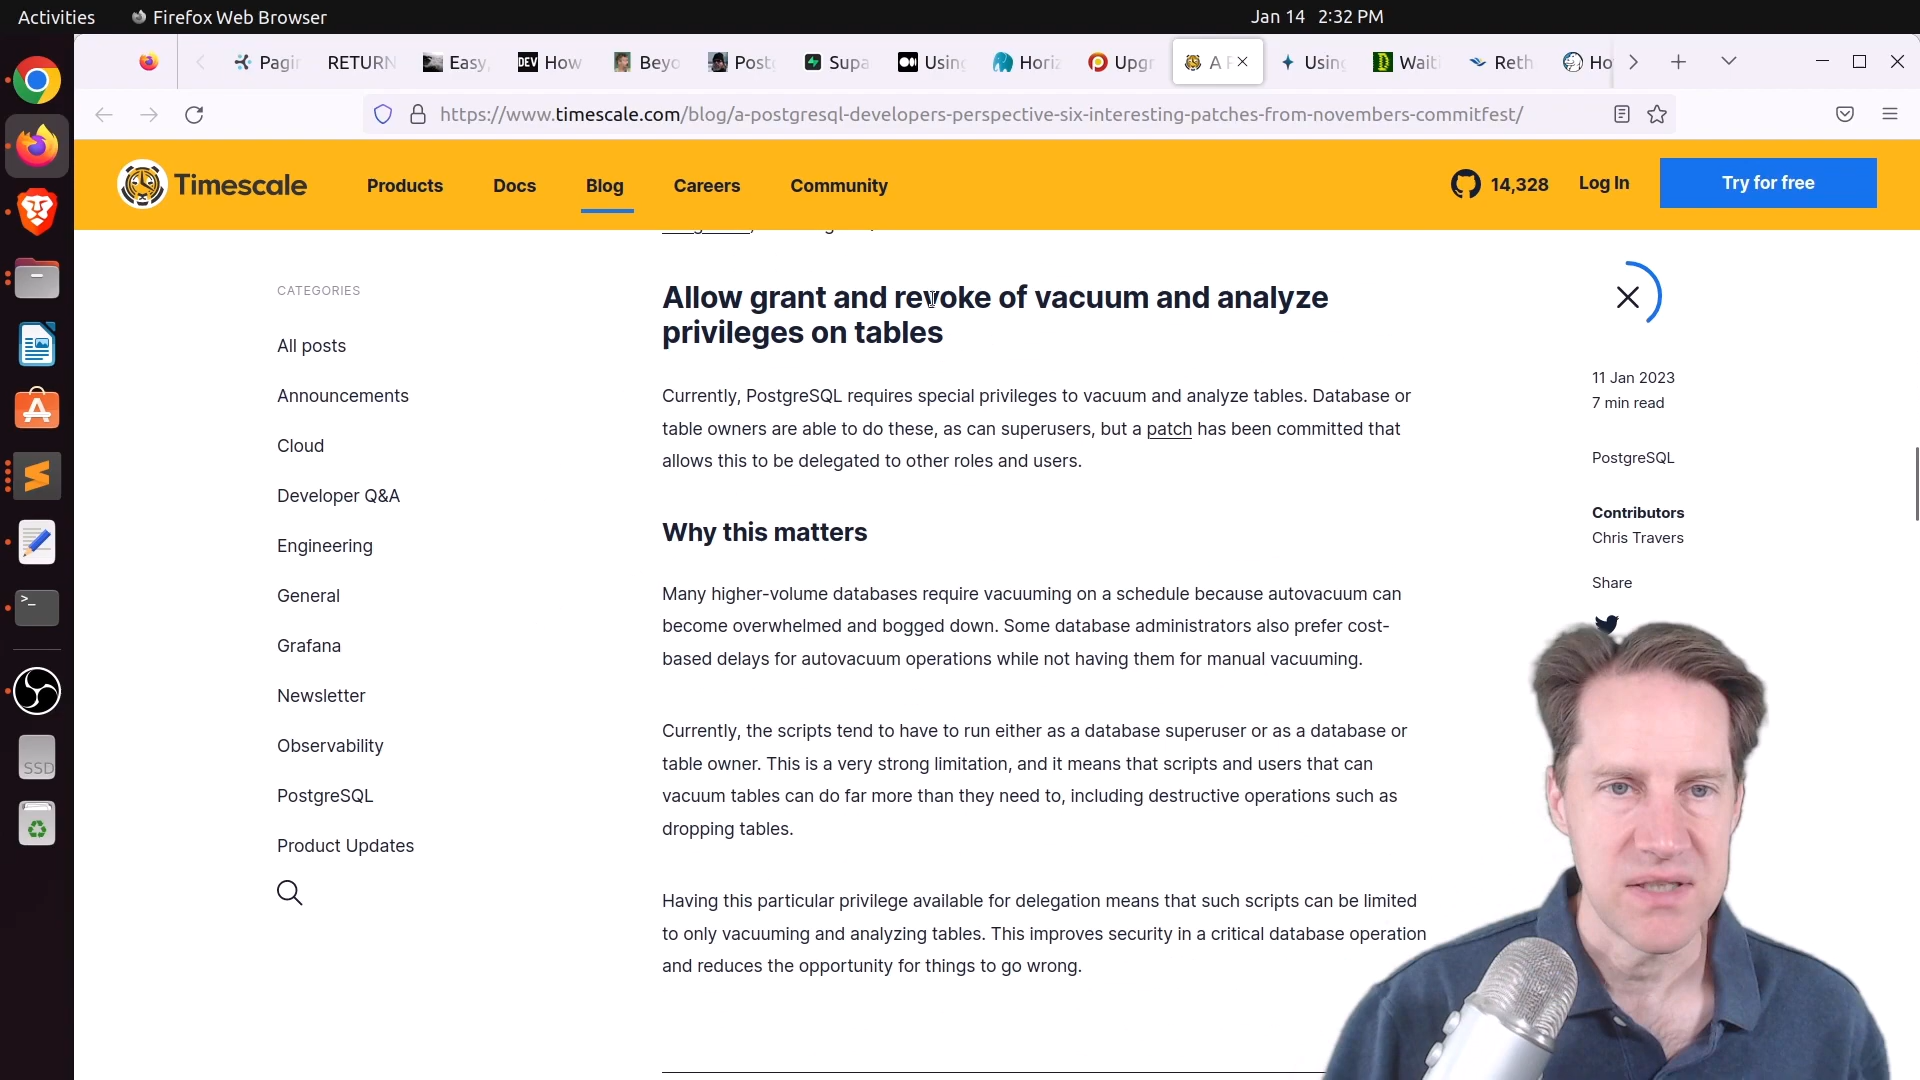 Activities
Firefox Web Browser
Jan 14 2:32 PM
Pagin
RETURN
Easy,
DEV How
Beyo
Postg
Supa
Using
Horiz
Upgr
A P
Using
Wait
Reth
Ho
https://www.timescale.com/blog/a-postgresql-developers-perspective-six-interesting-patches-from-novembers-commitfest/
Timescale
Products
Docs
Blog
Careers
Community
14,328
Log In
Try for free
CATEGORIES
All posts
Announcements
Cloud
Developer Q&A
Engineering
General
Grafana
Newsletter
Observability
PostgreSQL
Product Updates
Allow grant and revoke of vacuum and analyze
privileges on tables
Currently, PostgreSQL requires special privileges to vacuum and analyze tables. Database or
table owners are able to do these, as can superusers, but a patch has been committed that
allows this to be delegated to other roles and users.
Why this matters
Many higher-volume databases require vacuuming on a schedule because autovacuum can
become overwhelmed and bogged down. Some database administrators also prefer cost-
based delays for autovacuum operations while not having them for manual vacuuming.
Currently, the scripts tend to have to run either as a database superuser or as a database or
table owner. This is a very strong limitation, and it means that scripts and users that can
vacuum tables can do far more than they need to, including destructive operations such as
dropping tables.
Having this particular privilege available for delegation means that such scripts can be limited
to only vacuuming and analyzing tables. This improves security in a critical database operation
and reduces the opportunity for things to go wrong.
11 Jan 2023
7 min read
PostgreSQL
Contributors
Chris Travers
Share
SSD